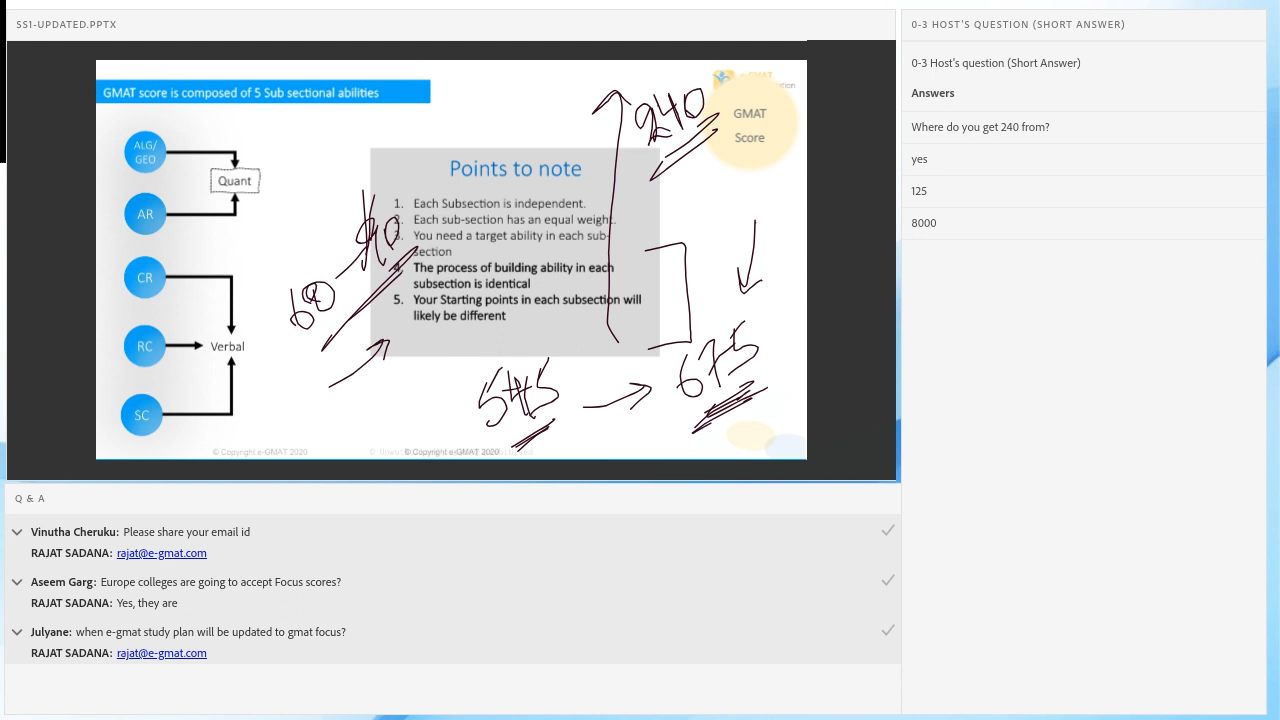 SS1-UPDATED.PPTX
GMAT score is composed of 5 Sub sectional abilities
ALG/
GEO
Quant
AR
CR
RC
Verbal
SC
240
GMAT
Score
Points to note
1. Each Subsection is independent.
2. Each sub-section has an equal weight.
3. You need a target ability in each sub-
section
4. The process of building ability in each
subsection is identical
5. Your Starting points in each subsection will
likely be different
545
675
© Copyright e-GMAT 2020
© Copyright e-GMAT 2020
Q & A
Vinutha Cheruku: Please share your email id
RAJAT SADANA: rajat@e-gmat.com
Aseem Garg: Europe colleges are going to accept Focus scores?
RAJAT SADANA: Yes, they are
Julyane: when e-gmat study plan will be updated to gmat focus?
RAJAT SADANA: rajat@e-gmat.com
0-3 HOST'S QUESTION (SHORT ANSWER)
0-3 Host's question (Short Answer)
Answers
Where do you get 240 from?
yes
125
8000